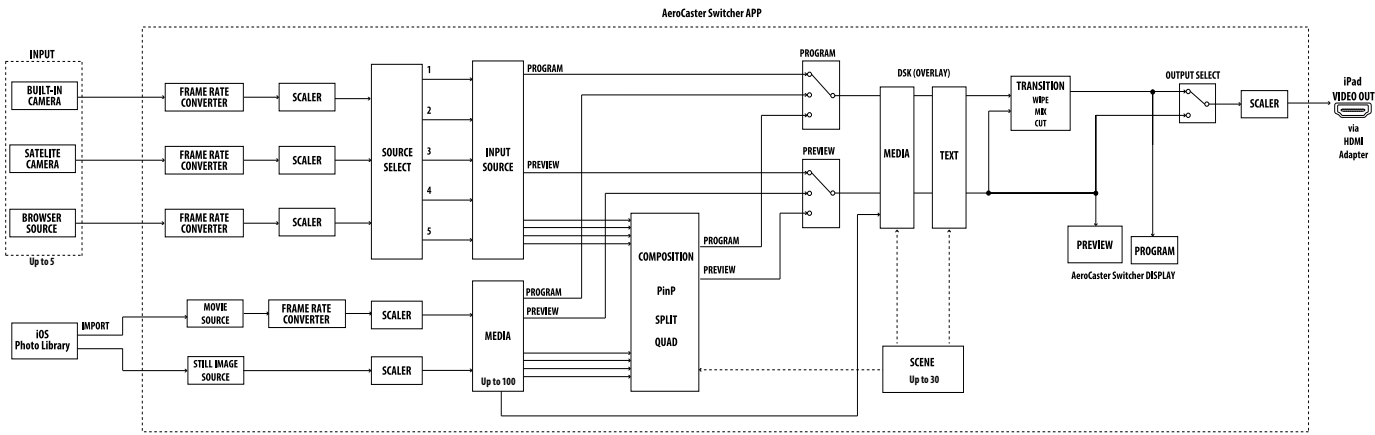 AeroCaster Switcher APP
INPUT
BUILT-IN
CAMERA
SATELITE
CAMERA
BROWSER
SOURCE
Up to 5
FRAME RATE
CONVERTER
SCALER
FRAME RATE
CONVERTER
SCALER
FRAME RATE
CONVERTER
SCALER
SOURCE
SELECT
1
2
3
4
5
INPUT
SOURCE
PROGRAM
PREVIEW
iOS
Photo Library
IMPORT
MOVIE
SOURCE
FRAME RATE
CONVERTER
SCALER
STILL IMAGE
SOURCE
SCALER
MEDIA
Up to 100
PROGRAM
PREVIEW
COMPOSITION
PinP
SPLIT
QUAD
PROGRAM
PREVIEW
PROGRAM
PREVIEW
DSK (OVERLAY)
MEDIA
TEXT
SCENE
Up to 30
TRANSITION
WIPE
MIX
CUT
PREVIEW
PROGRAM
AeroCaster Switcher DISPLAY
OUTPUT SELECT
SCALER
iPad
VIDEO OUT
via
HDMI
Adapter